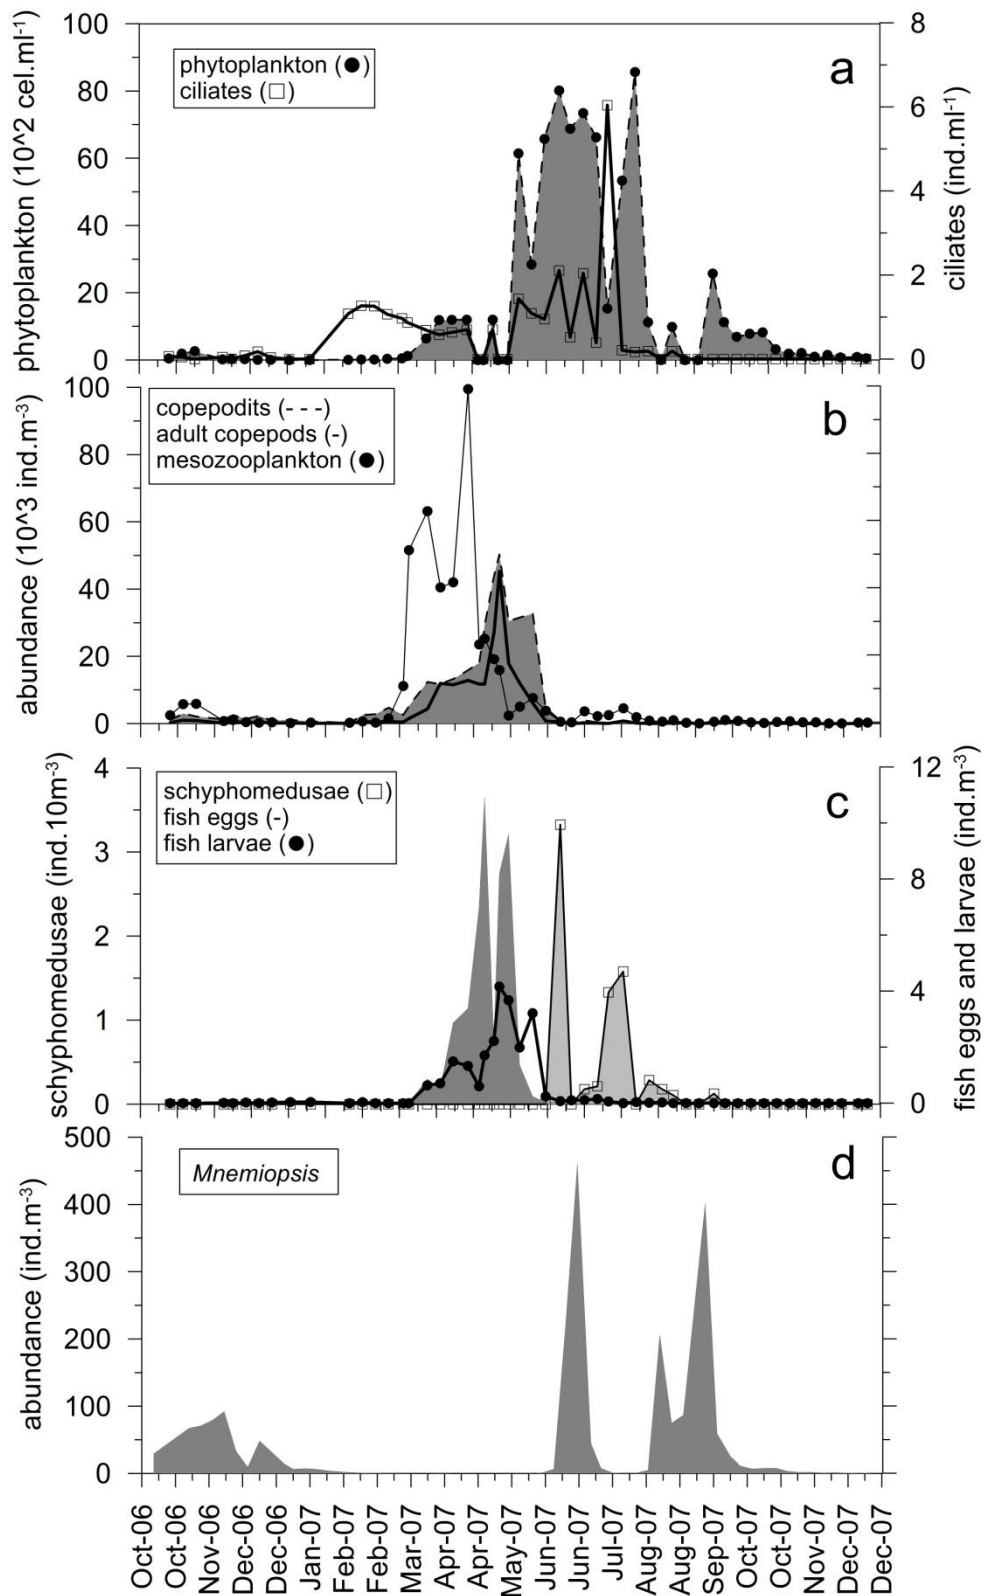 phytoplankton (10^2 cel.ml-1)
100
80
60
40
20
0
phytoplankton (●)
ciliates (□)
a
8
6
4
2
0
ciliates (ind.ml-1)
abundance (10^3 ind.m-3)
100
80
60
40
20
0
copepodits (- - -)
adult copepods (-)
mesozooplankton (●)
b
schyphomedusae (ind.10m-3)
4
3
2
1
0
schyphomedusae (□)
fish eggs (-)
fish larvae (●)
c
12
8
4
0
fish eggs and larvae (ind.m-3)
abundance (ind.m-3)
500
400
300
200
100
0
Mnemiopsis
d
Oct-06
Oct-06
Nov-06
Dec-06
Dec-06
Jan-07
Feb-07
Feb-07
Mar-07
Apr-07
Apr-07
May-07
Jun-07
Jun-07
Jul-07
Aug-07
Aug-07
Sep-07
Oct-07
Oct-07
Nov-07
Dec-07
Dec-07